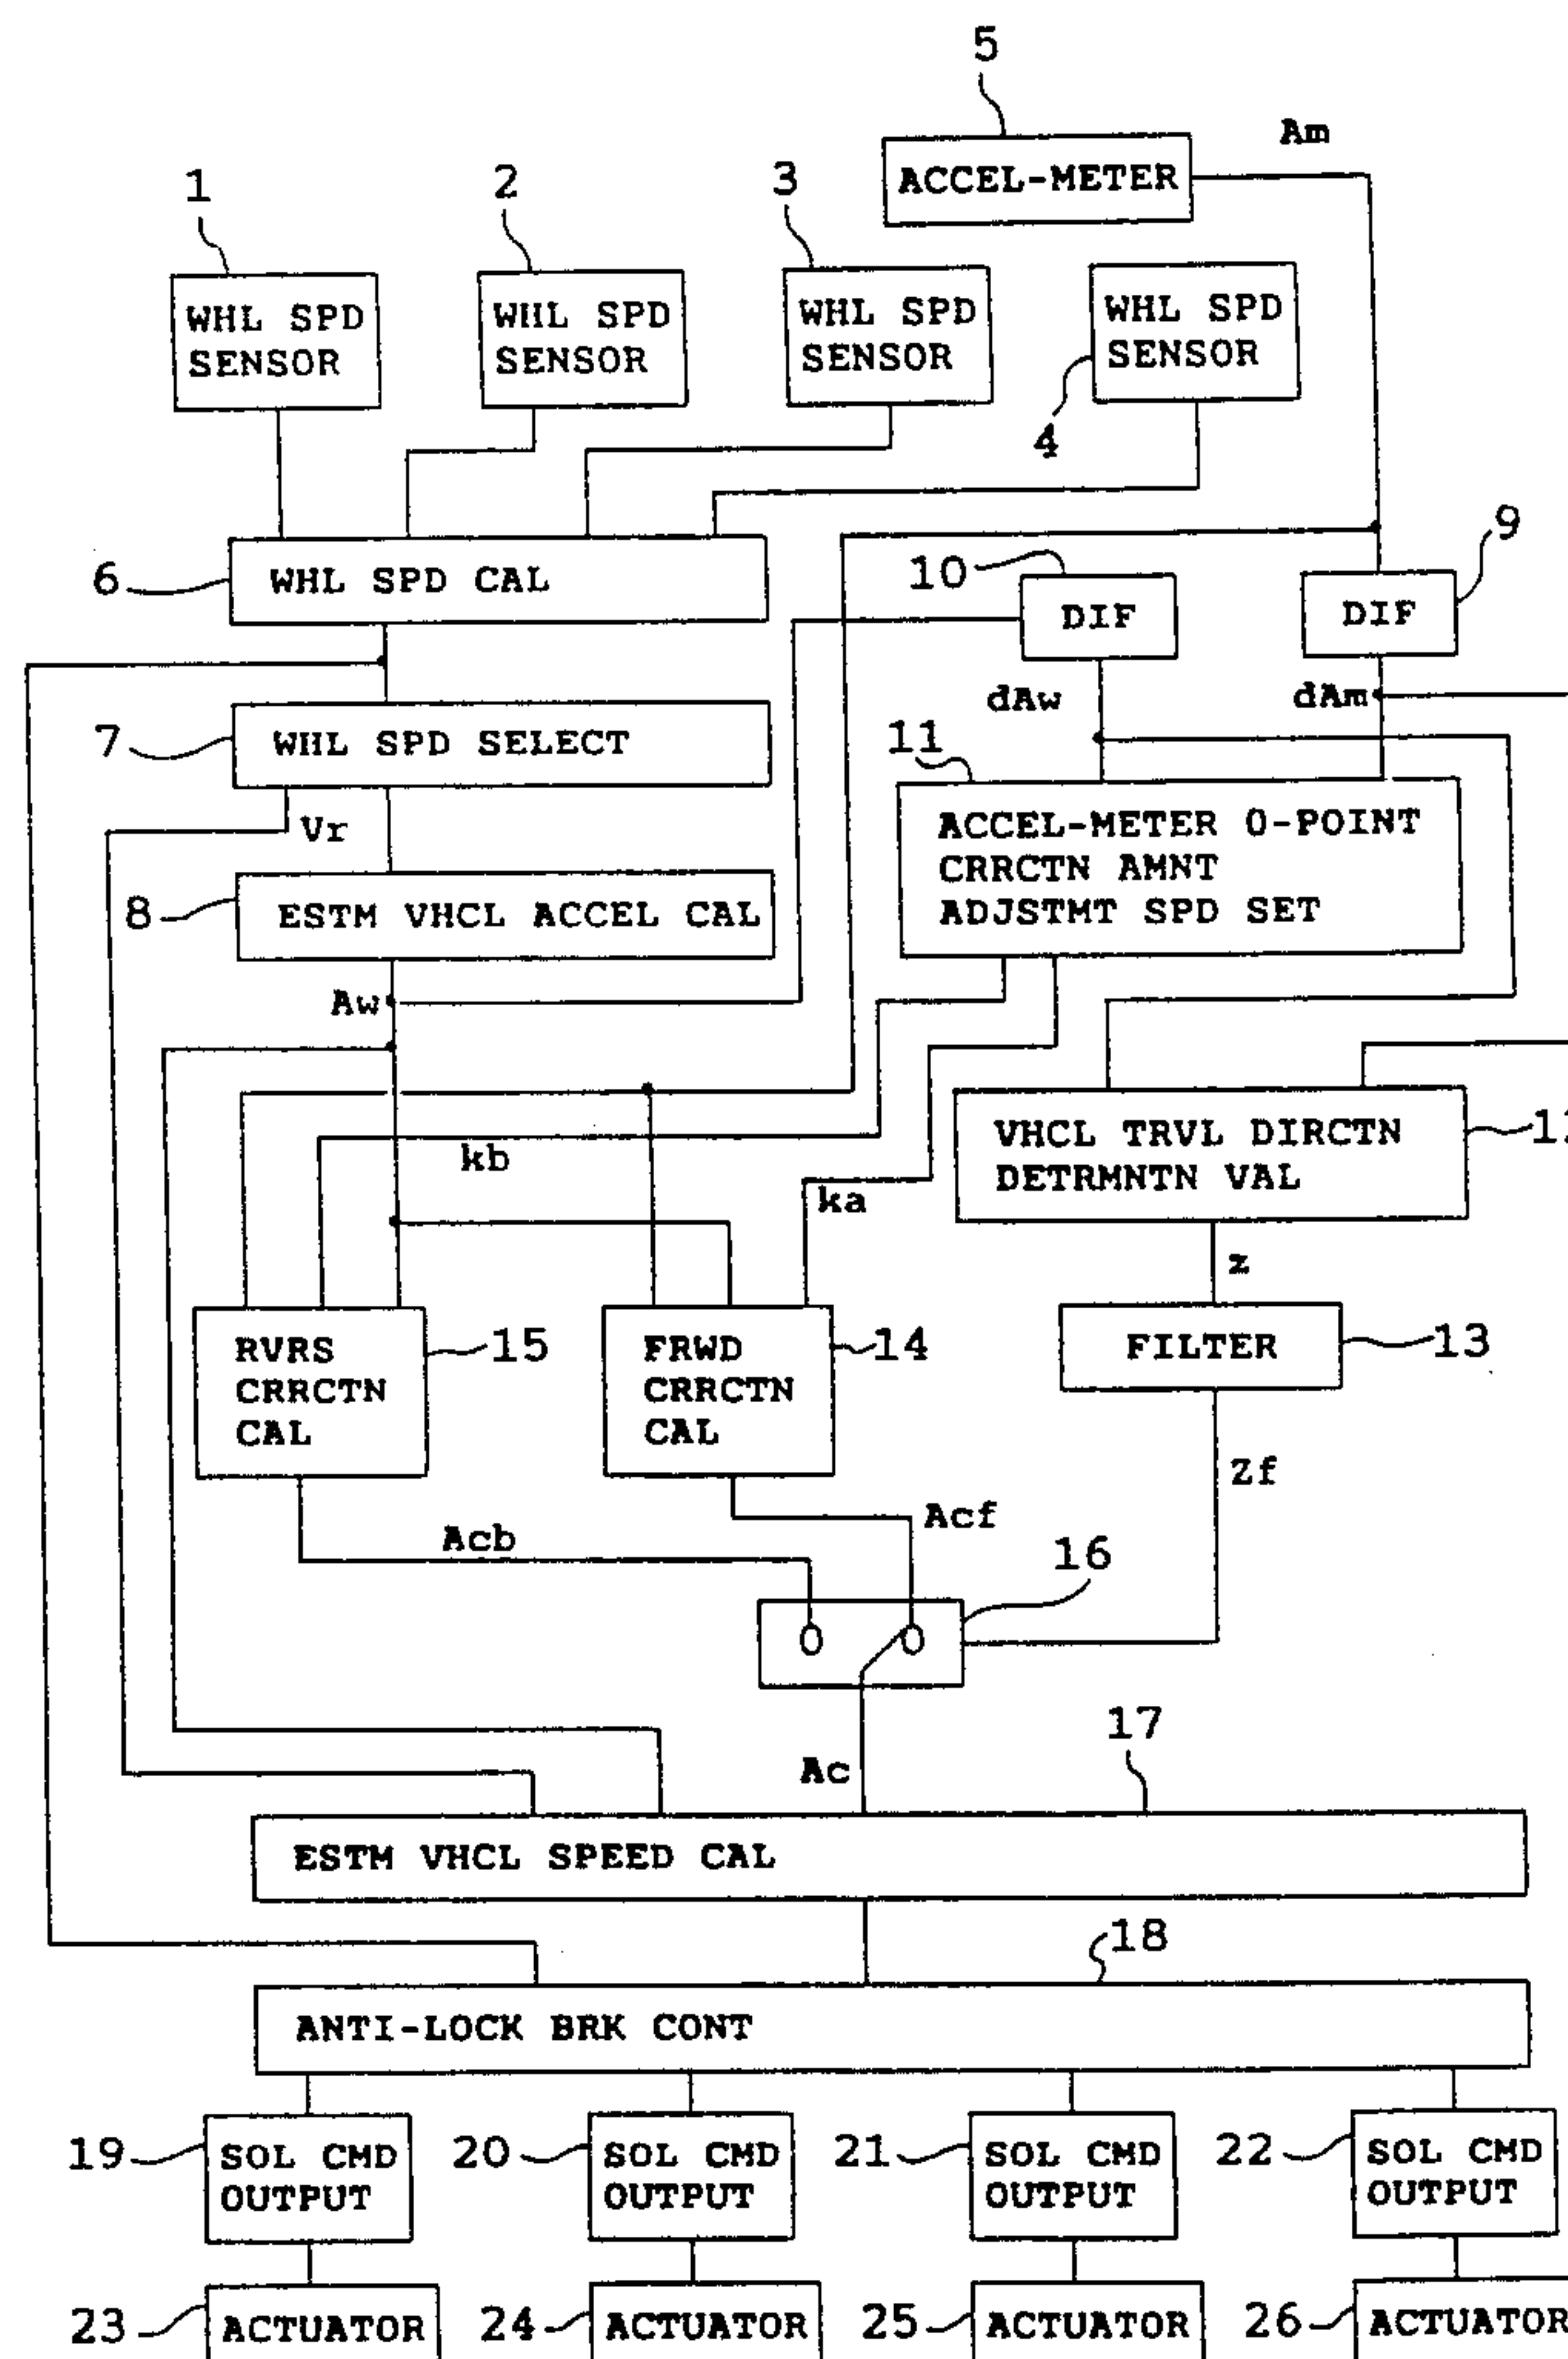 5
Am
ACCEL-METER
1
2
3
WHL SPD
SENSOR
WHL SPD
SENSOR
WHL SPD
SENSOR
WHL SPD
SENSOR
4
9
10
6
WHL SPD CAL
DIF
DIF
dAw
dAm
7
WHL SPD SELECT
11
Vr
ACCEL-METER 0-POINT
CRRCTN AMNT
ADJSTMT SPD SET
8
ESTM VHCL ACCEL CAL
Aw
VHCL TRVL DIRCTN
DETRMNTN VAL
kb
ka
z
RVRS
CRRCTN
CAL
15
FRWD
CRRCTN
CAL
14
FILTER
13
Zf
Acb
Acf
16
17
Ac
ESTM VHCL SPEED CAL
18
ANTI-LOCK BRK CONT
19
SOL CMD
OUTPUT
20
SOL CMD
OUTPUT
21
SOL CMD
OUTPUT
22
SOL CMD
OUTPUT
23
ACTUATOR
24
ACTUATOR
25
ACTUATOR
26
ACTUATOR